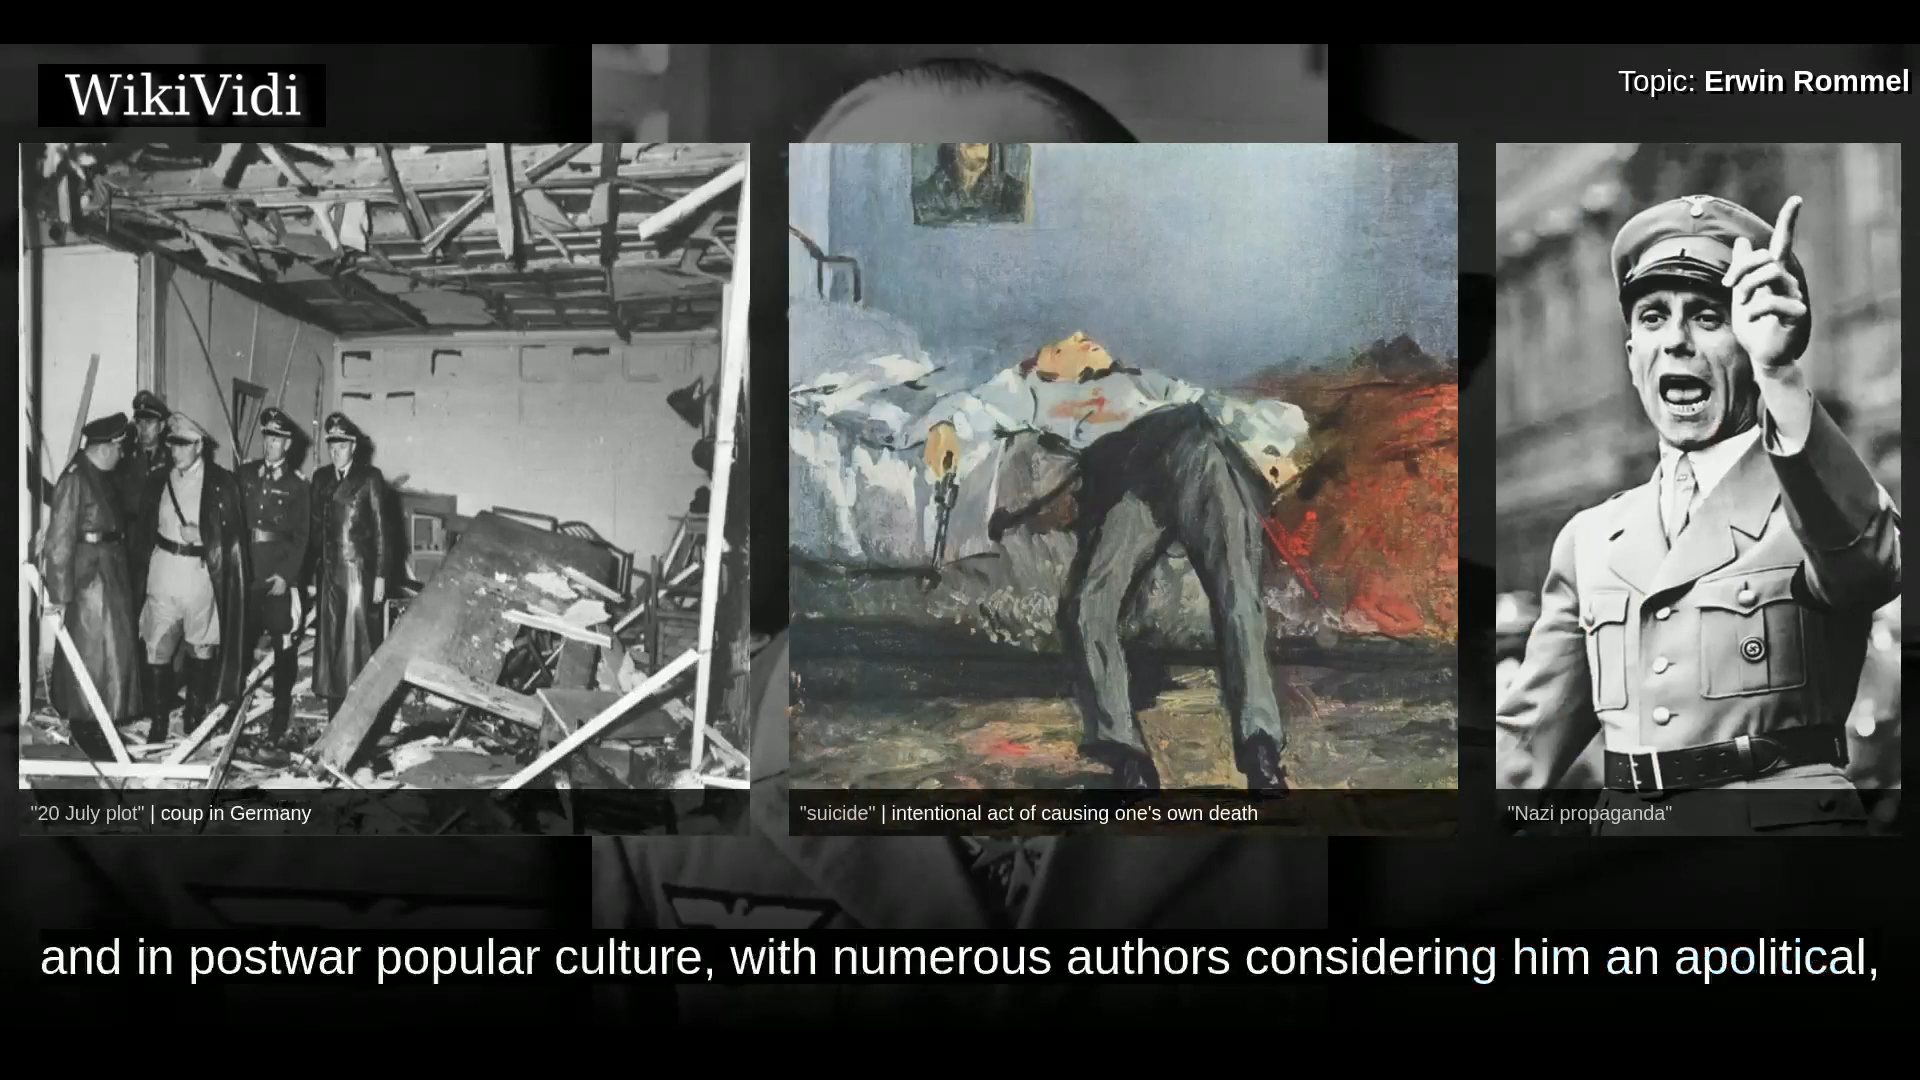 WikiVidi
Topic: Erwin Rommel
"20 July plot" | coup in Germany
"suicide" | intentional act of causing one's own death
"Nazi propaganda"
and in postwar popular culture, with numerous authors considering him an apolitical,